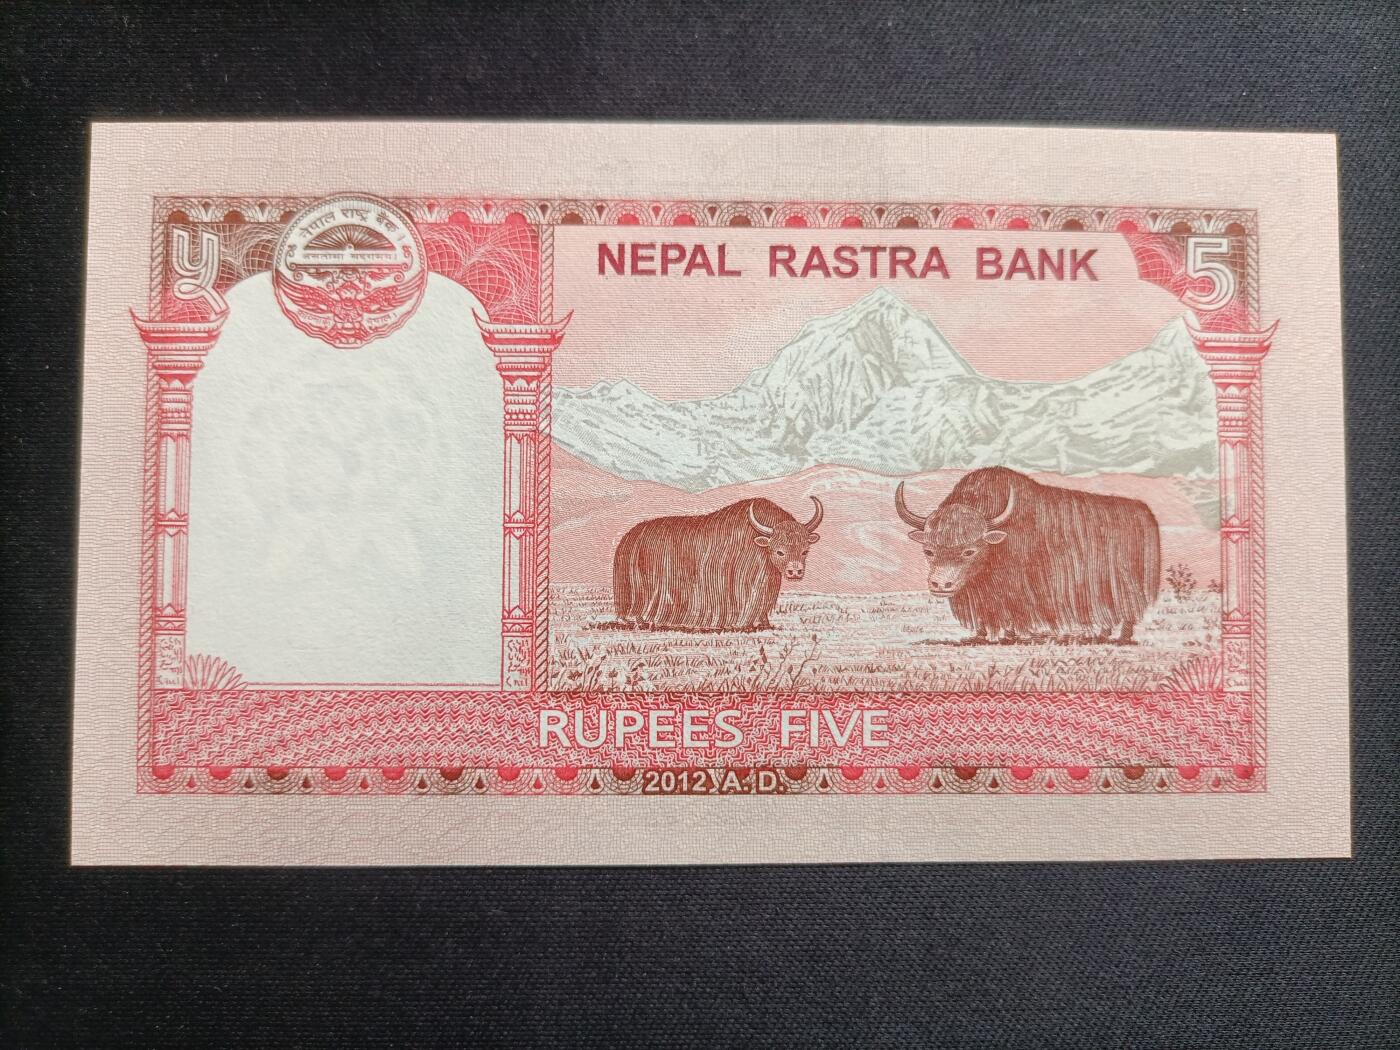 नेपाल राष्ट्र बैंक
५
NEPAL RASTRA BANK
5
RUPEES FIVE
2012 A. D.